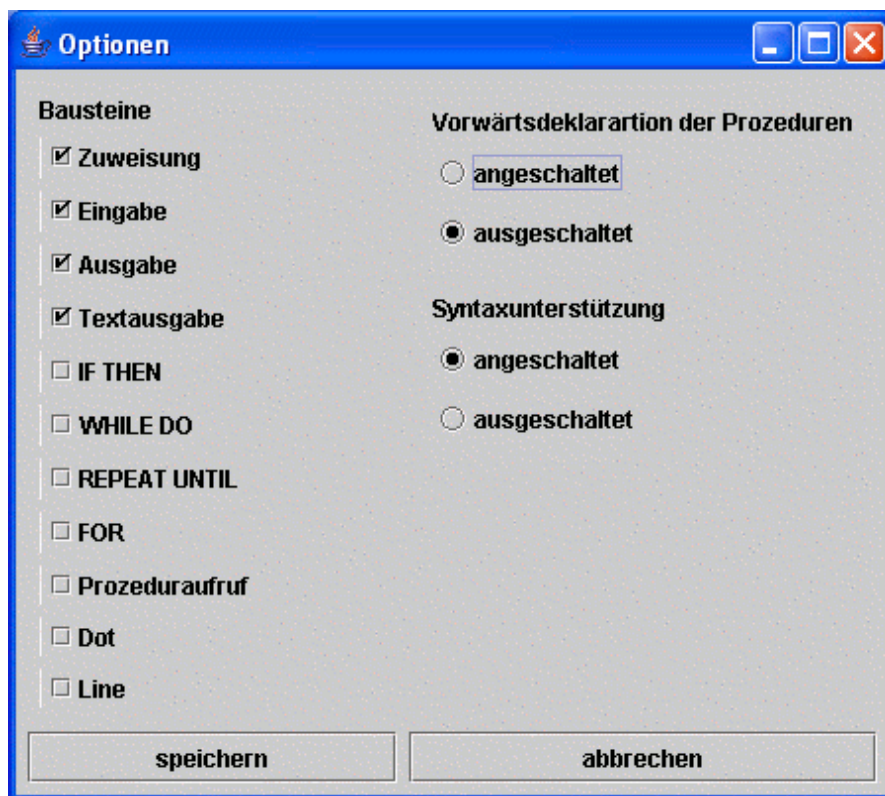 Optionen
Bausteine
Zuweisung
Eingabe
Ausgabe
Textausgabe
IF THEN
WHILE DO
REPEAT UNTIL
FOR
Prozeduraufruf
Dot
Line
Vorwärtsdeklarartion der Prozeduren
angeschaltet
ausgeschaltet
Syntaxunterstützung
angeschaltet
ausgeschaltet
speichern
abbrechen